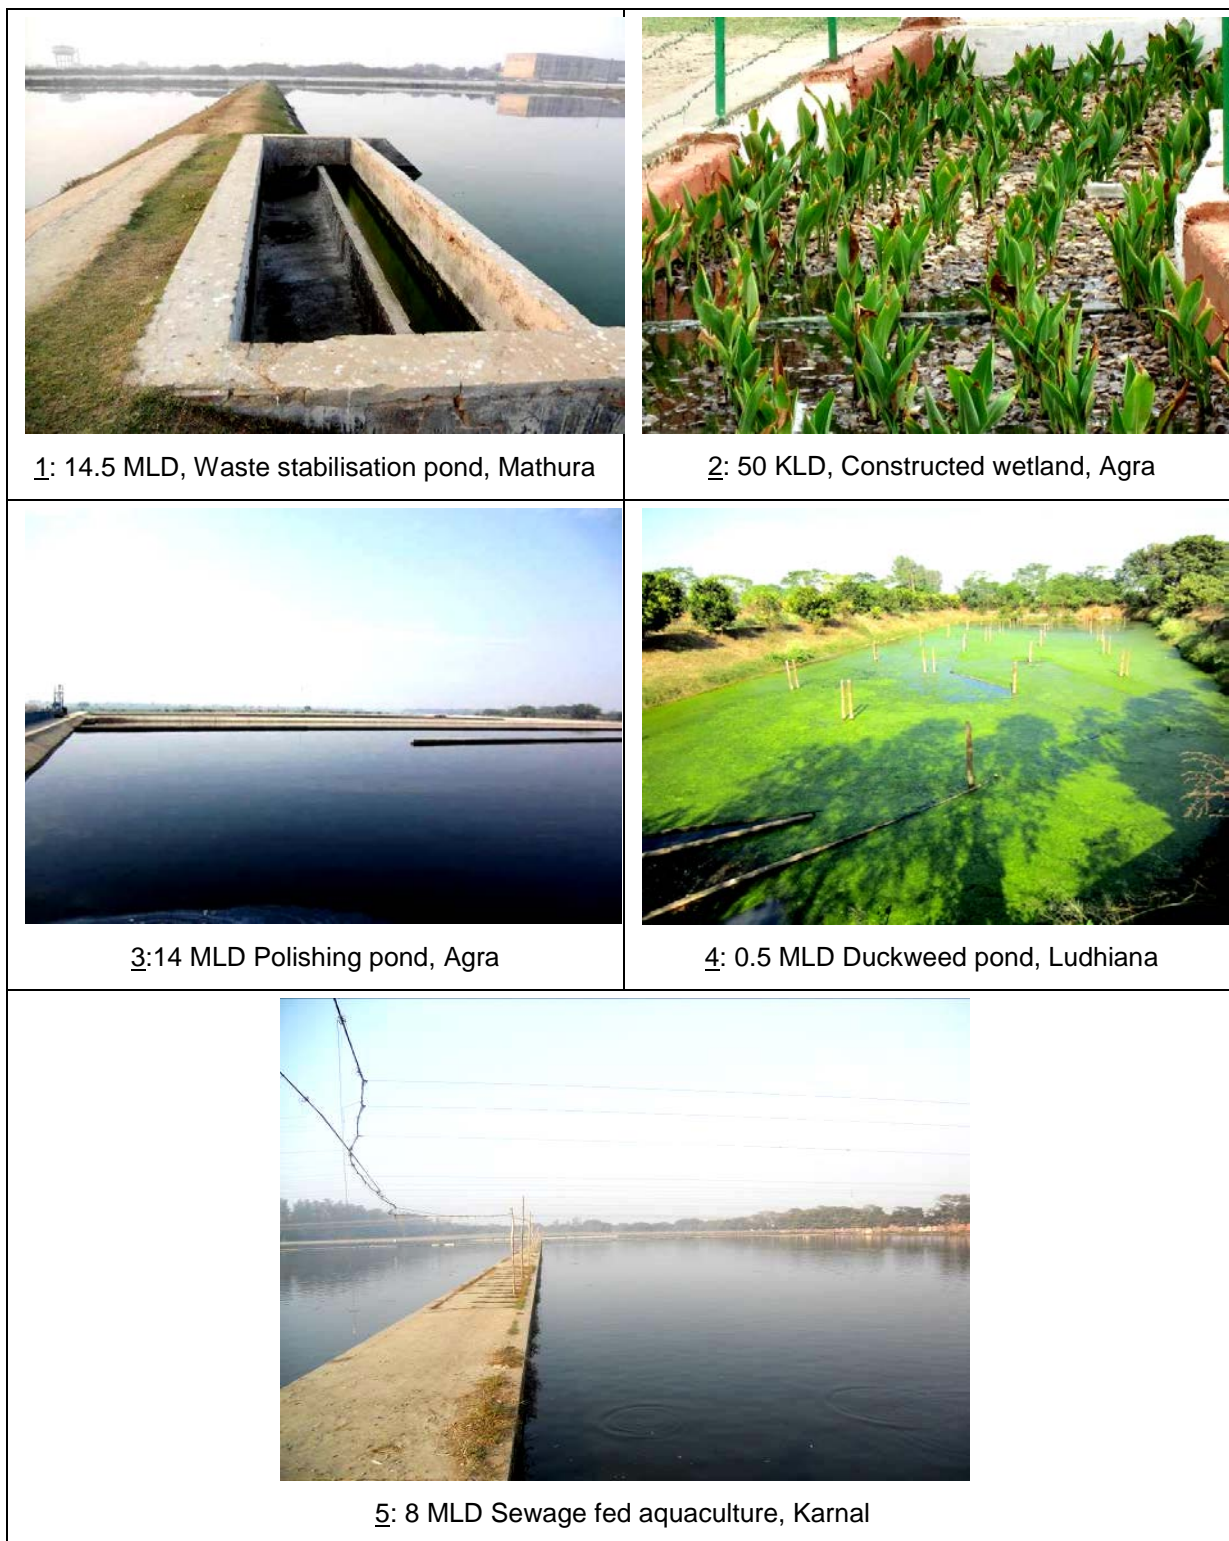 1: 14.5 MLD, Waste stabilisation pond, Mathura
2: 50 KLD, Constructed wetland, Agra
3:14 MLD Polishing pond, Agra
4: 0.5 MLD Duckweed pond, Ludhiana
5: 8 MLD Sewage fed aquaculture, Karnal